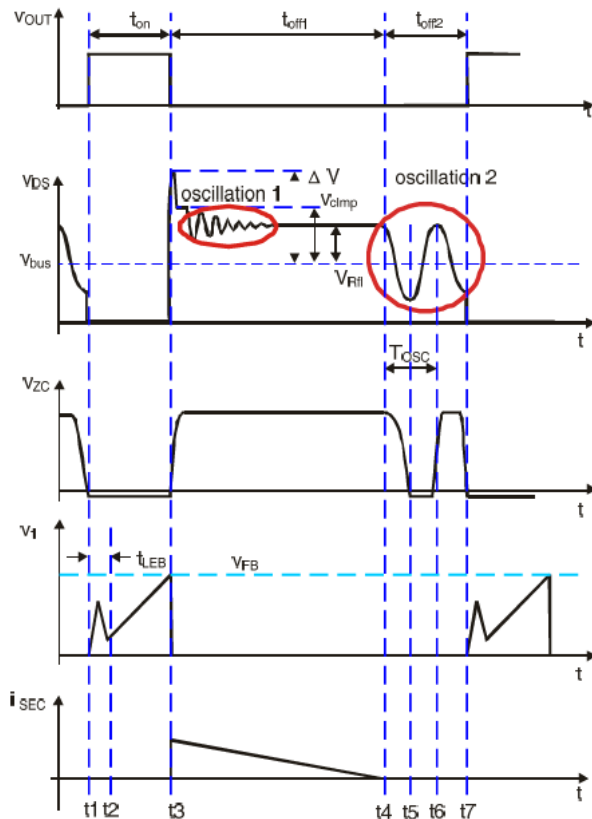 vOUT
ton
toff1
toff2
t
vDS
ΔV
oscillation 1
oscillation 2
vclmp
vbus
VRfl
t
TOSC
vZC
t
v1
tLEB
vFB
t
iSEC
t
t1 t2 t3 t4 t5 t6 t7